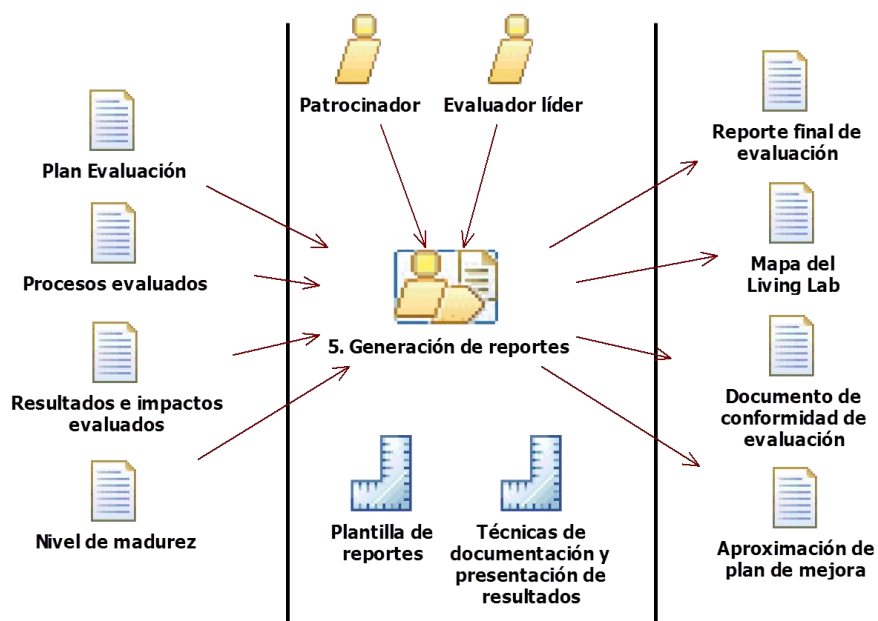 Plan Evaluación
Procesos evaluados
Resultados e impactos
evaluados
Nivel de madurez
Patrocinador
Evaluador líder
5. Generación de reportes
Plantilla de
reportes
Técnicas de
documentación y
presentación de
resultados
Reporte final de
evaluación
Mapa del
Living Lab
Documento de
conformidad de
evaluación
Aproximación de
plan de mejora